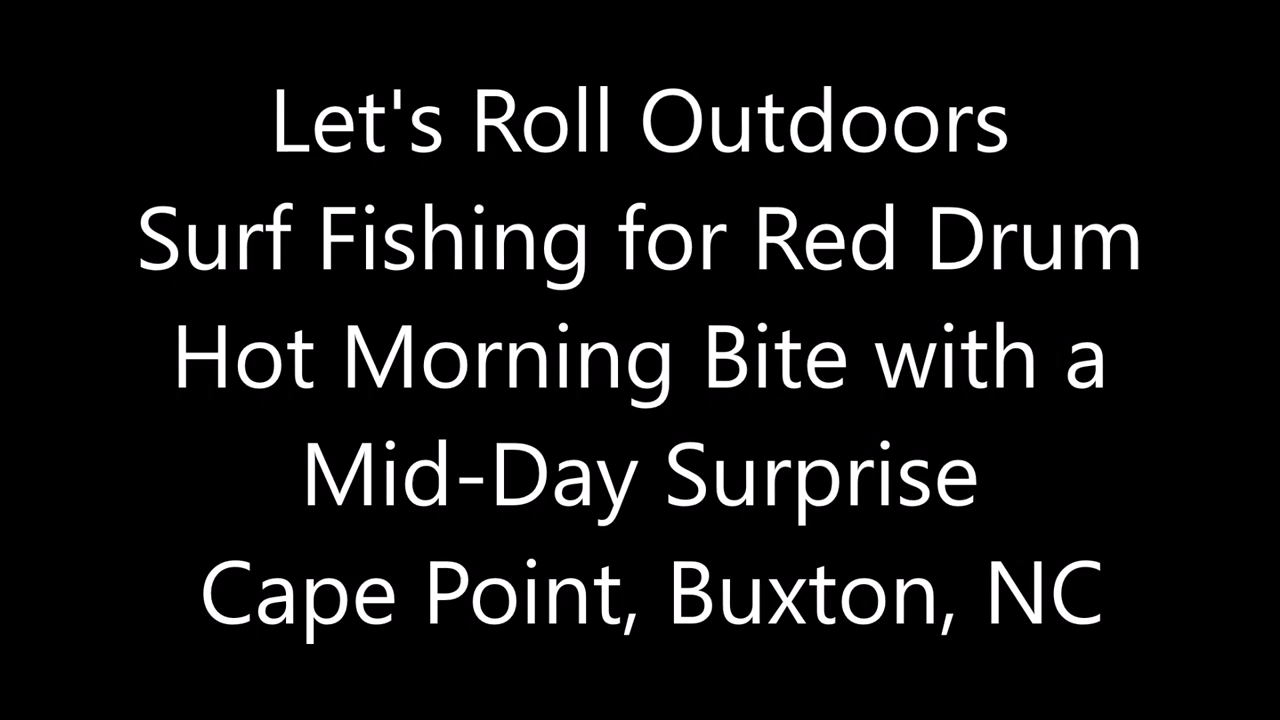 Let's Roll Outdoors
Surf Fishing for Red Drum
Hot Morning Bite with a
Mid-Day Surprise
Cape Point, Buxton, NC